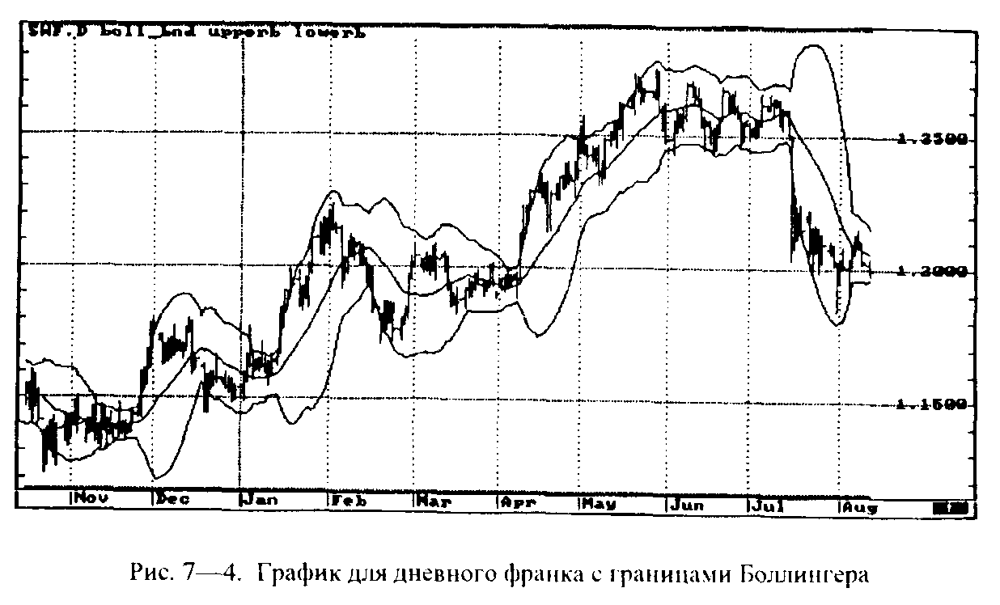 SWF.D boll_bnd upperb lowerb
1.2500
1.2000
1.1500
Nov Dec Jan Feb Mar Apr May Jun Jul Aug
Рис. 7—4. График для дневного франка с границами Боллингера